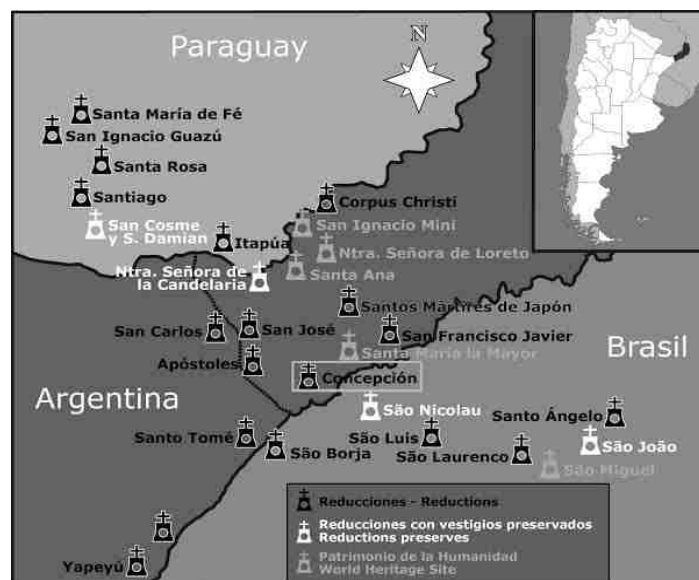 Paraguay
N
Santa María de Fé
San Ignacio Guazú
Santa Rosa
Santiago
Corpus Christi
San Cosme
y S. Damian
San Ignacio Miní
Itapúa
Ntra. Señora de Loreto
Ntra. Señora de
la Candelaria
Santa Ana
Santos Mártires de Japón
San Carlos
San José
San Francisco Javier
Santa María la Mayor
Brasil
Apóstoles
Concepción
Argentina
São Nicolau
Santo Ángelo
Santo Tomé
São Luis
São João
São Borja
São Laurenco
São Miguel
Reducciones - Reductions
Reducciones con vestigios preservados
Reductions preserves
Patrimonio de la Humanidad
World Heritage Site
Yapeyú